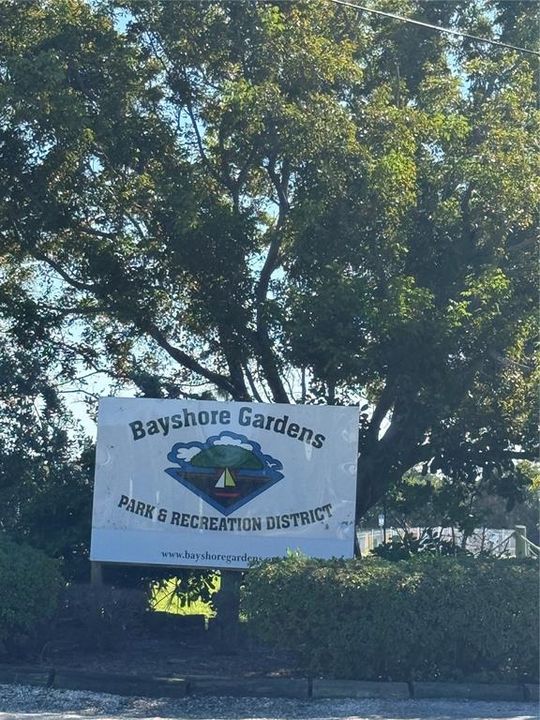 Bayshore Gardens
PARK & RECREATION DISTRICT
www.bayshoregardens